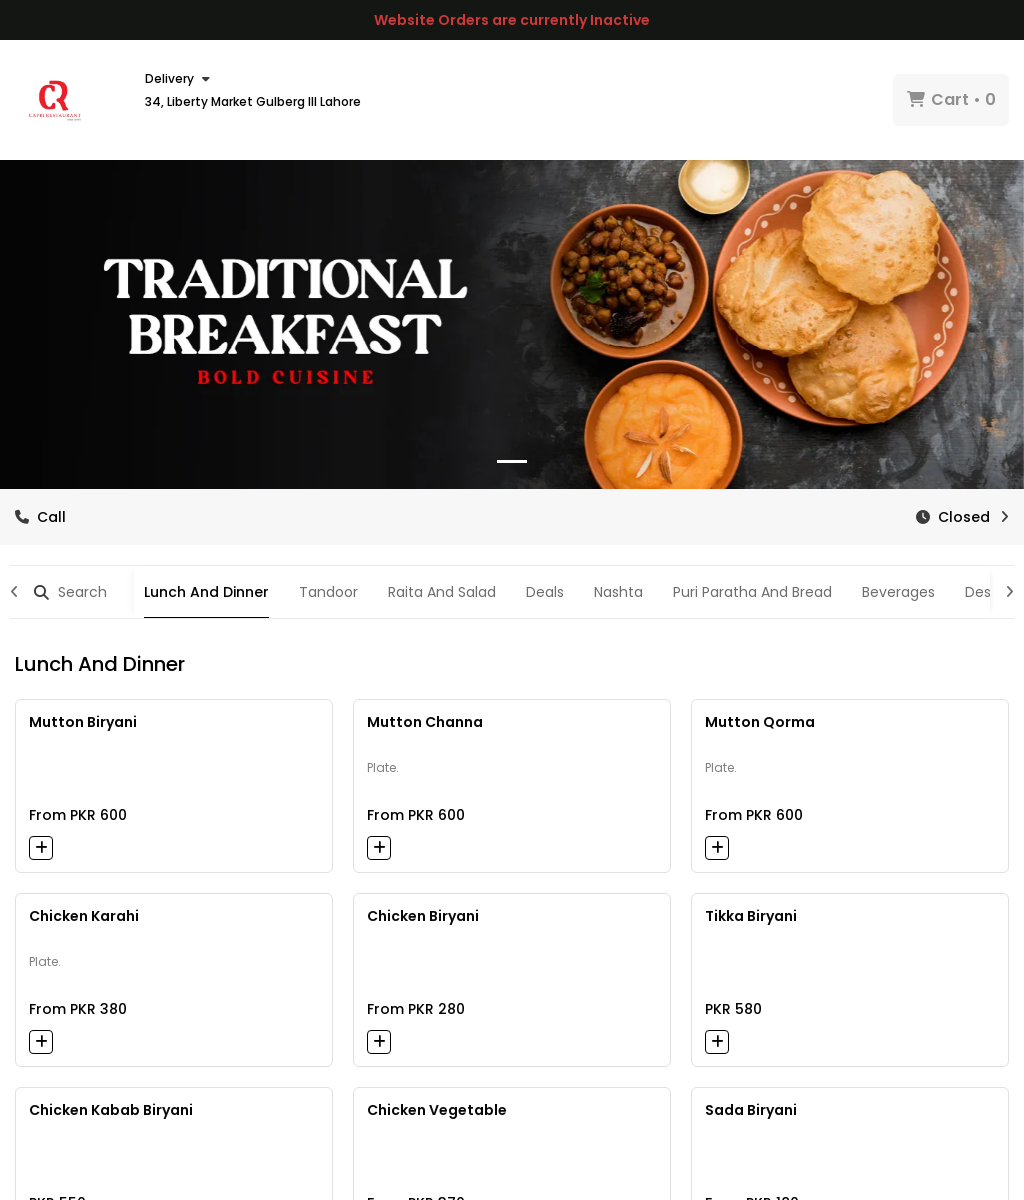 Website Orders are currently Inactive
CR
CAPRI RESTAURANT
Delivery
34, Liberty Market Gulberg III Lahore
Cart • 0
TRADITIONAL
BREAKFAST
BOLD CUISINE
Call
Closed
Search
Lunch And Dinner
Tandoor
Raita And Salad
Deals
Nashta
Puri Paratha And Bread
Beverages
Des
Lunch And Dinner
Mutton Biryani
From PKR 600
Mutton Channa
Plate.
From PKR 600
Mutton Qorma
Plate.
From PKR 600
Chicken Karahi
Plate.
From PKR 380
Chicken Biryani
From PKR 280
Tikka Biryani
PKR 580
Chicken Kabab Biryani
Chicken Vegetable
Sada Biryani